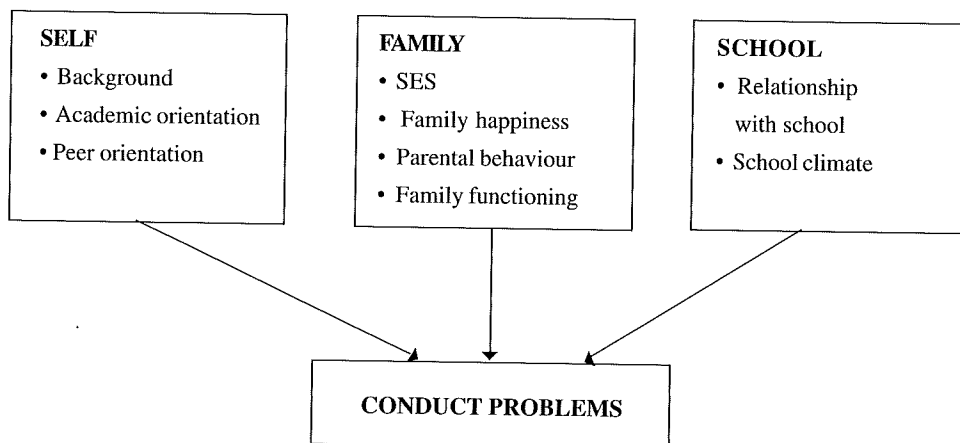 SELF
• Background
• Academic orientation
• Peer orientation
FAMILY
• SES
• Family happiness
• Parental behaviour
• Family functioning
SCHOOL
• Relationship
with school
• School climate
CONDUCT PROBLEMS